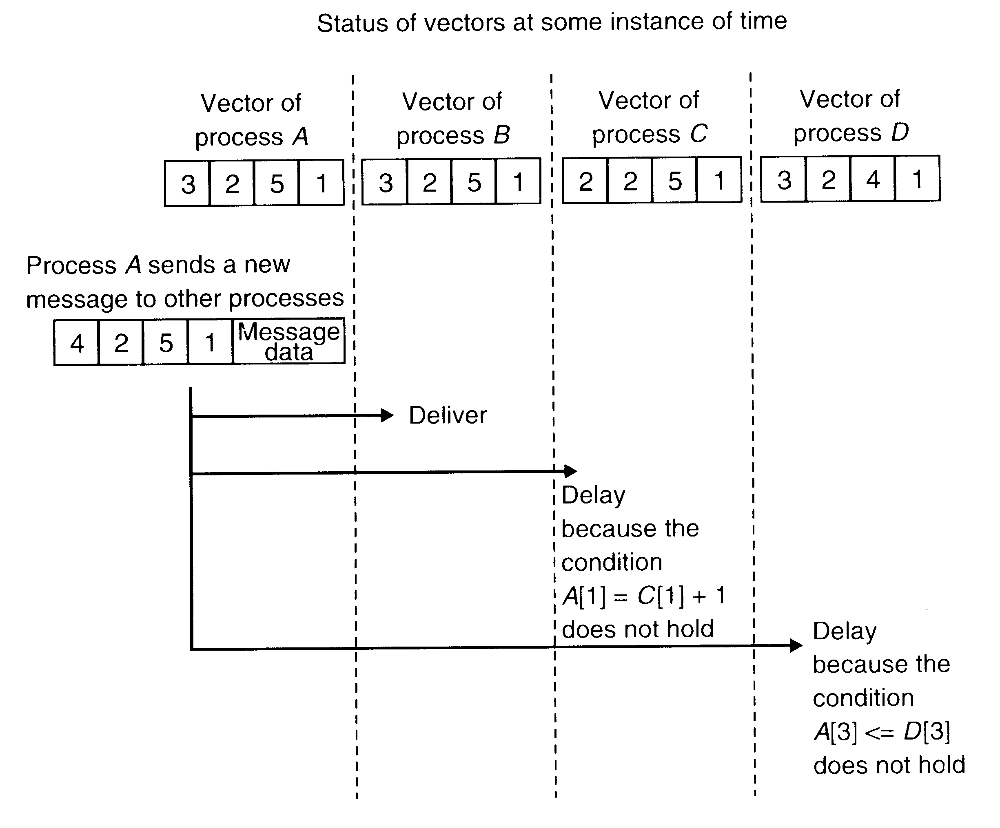 Status of vectors at some instance of time
Vector of
process A
3 2 5 1
Vector of
process B
3 2 5 1
Vector of
process C
2 2 5 1
Vector of
process D
3 2 4 1
Process A sends a new
message to other processes
4 2 5 1 Message
data
Deliver
Delay
because the
condition
A[1] = C[1] + 1
does not hold
Delay
because the
condition
A[3] <= D[3]
does not hold